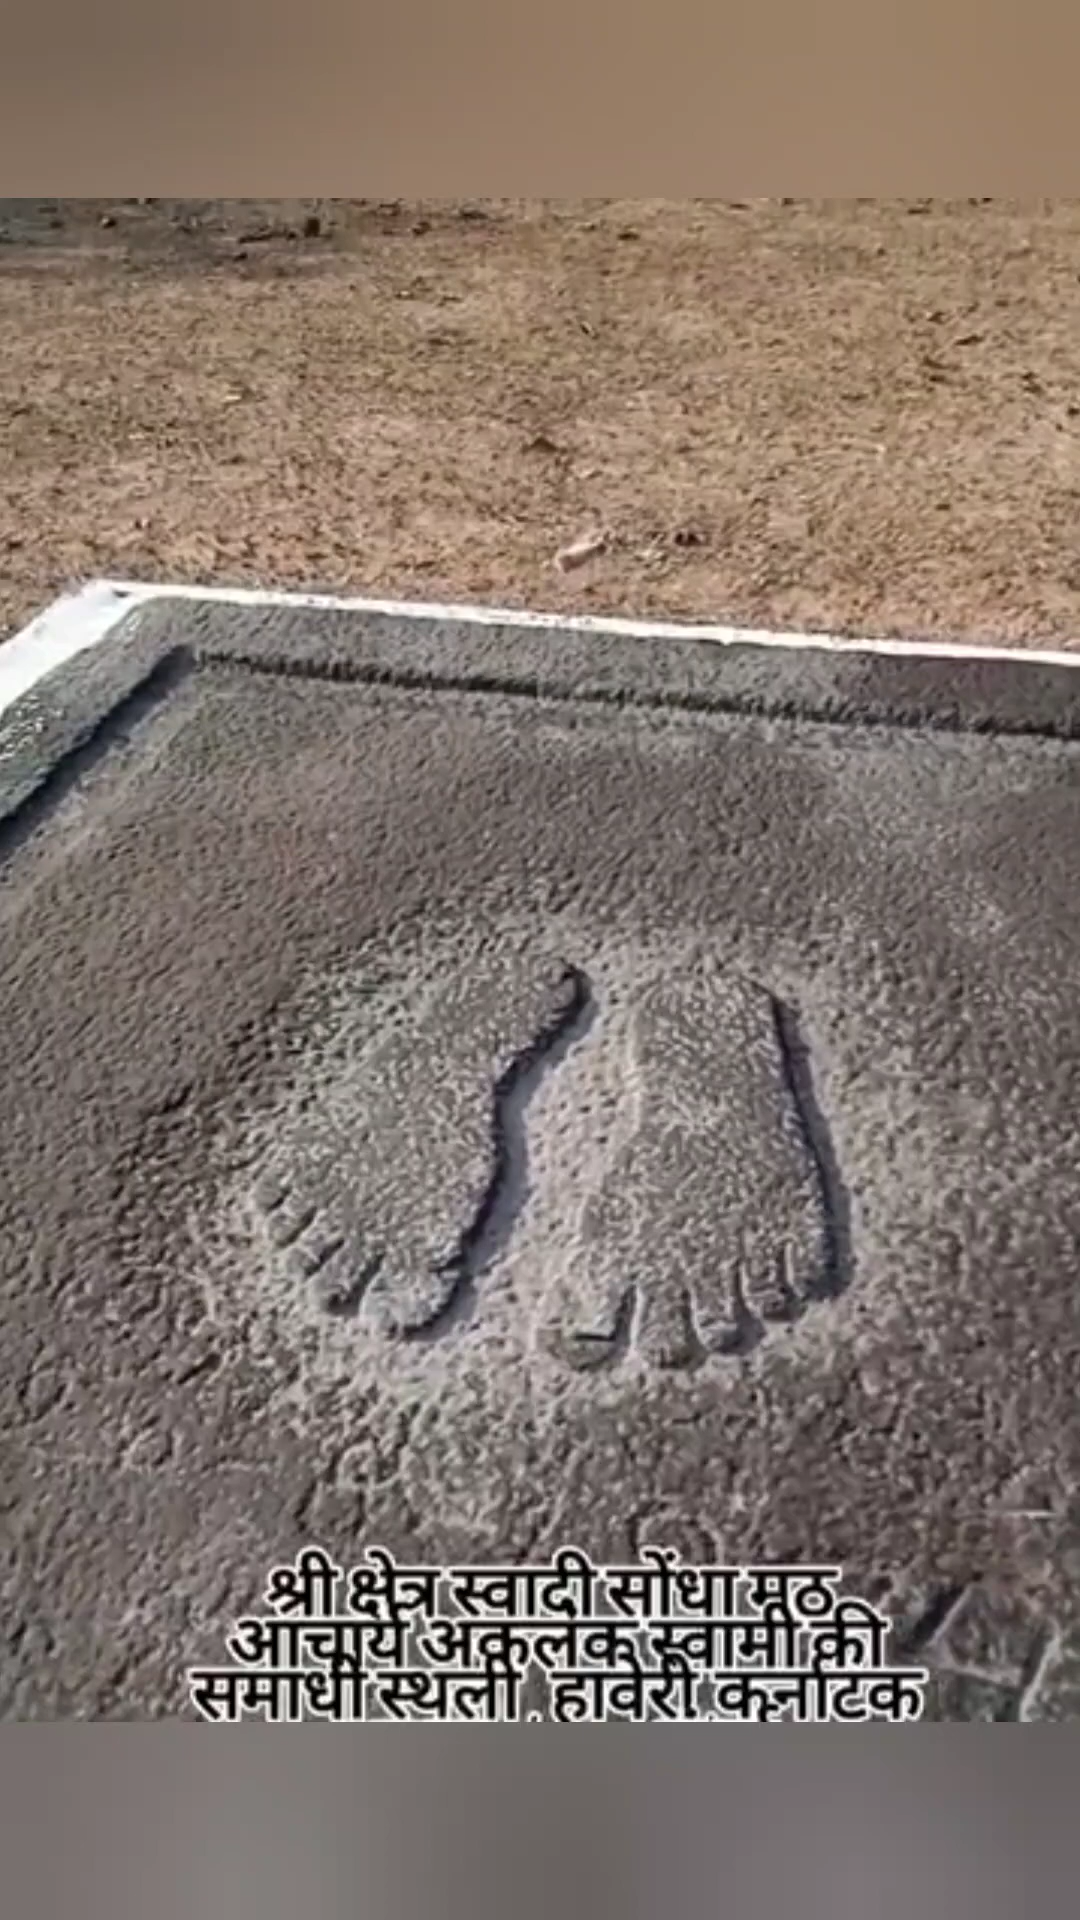 श्री क्षेत्र स्वादी सोंधा मठ
आचार्य अकलंक स्वामी की
समाधी स्थली , हावेरी ,कर्नाटक